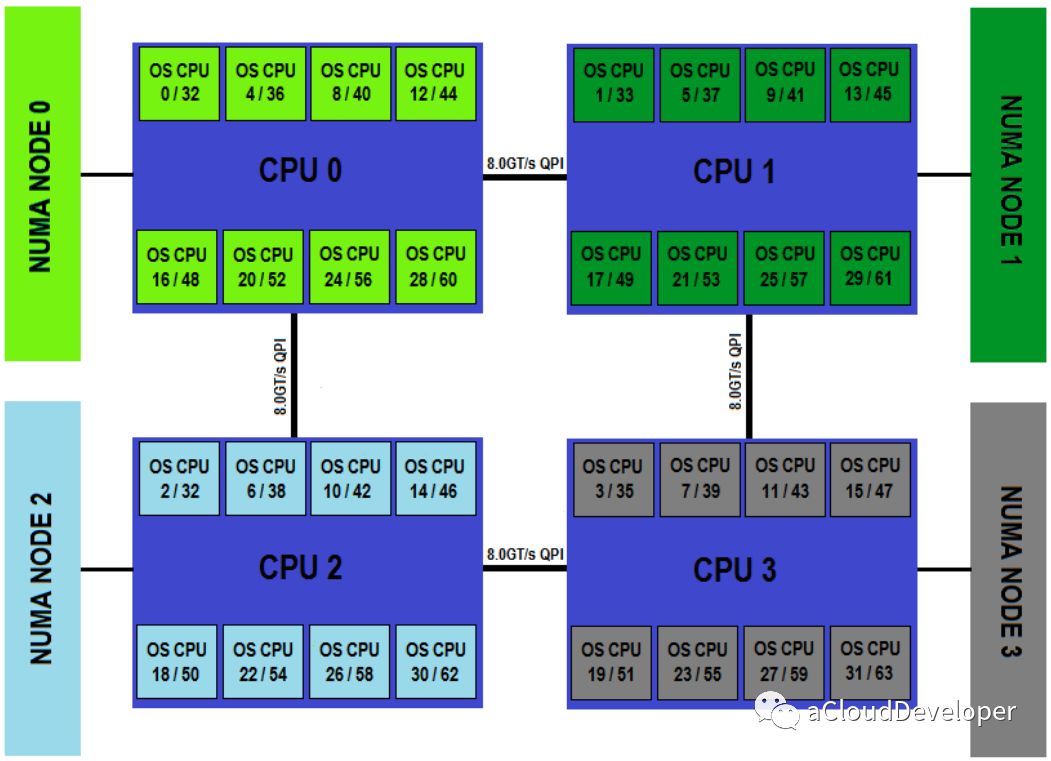 NUMA NODE 0
OS CPU
0 / 32
OS CPU
4 / 36
OS CPU
8 / 40
OS CPU
12 / 44
CPU 0
OS CPU
16 / 48
OS CPU
20 / 52
OS CPU
24 / 56
OS CPU
28 / 60
8.0GT/s QPI
OS CPU
1 / 33
OS CPU
5 / 37
OS CPU
9 / 41
OS CPU
13 / 45
CPU 1
OS CPU
17 / 49
OS CPU
21 / 53
OS CPU
25 / 57
OS CPU
29 / 61
NUMA NODE 1
8.0GT/s QPI
8.0GT/s QPI
NUMA NODE 2
OS CPU
2 / 32
OS CPU
6 / 38
OS CPU
10 / 42
OS CPU
14 / 46
CPU 2
OS CPU
18 / 50
OS CPU
22 / 54
OS CPU
26 / 58
OS CPU
30 / 62
8.0GT/s QPI
OS CPU
3 / 35
OS CPU
7 / 39
OS CPU
11 / 43
OS CPU
15 / 47
CPU 3
OS CPU
19 / 51
OS CPU
23 / 55
OS CPU
27 / 59
OS CPU
31 / 63
NUMA NODE 3
aCloudDeveloper